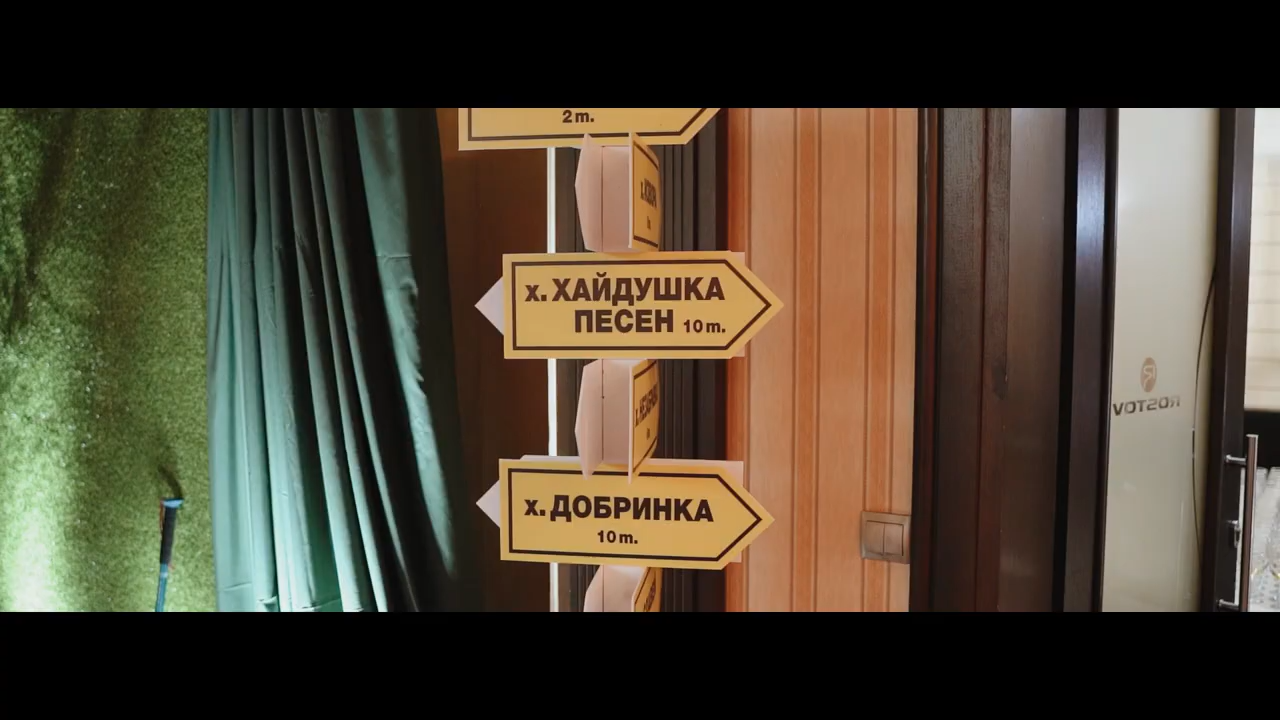 2 m.
х. ХАЙДУШКА
ПЕСЕН 10 m.
х. ДОБРИНКА
10 m.
ROSTOV